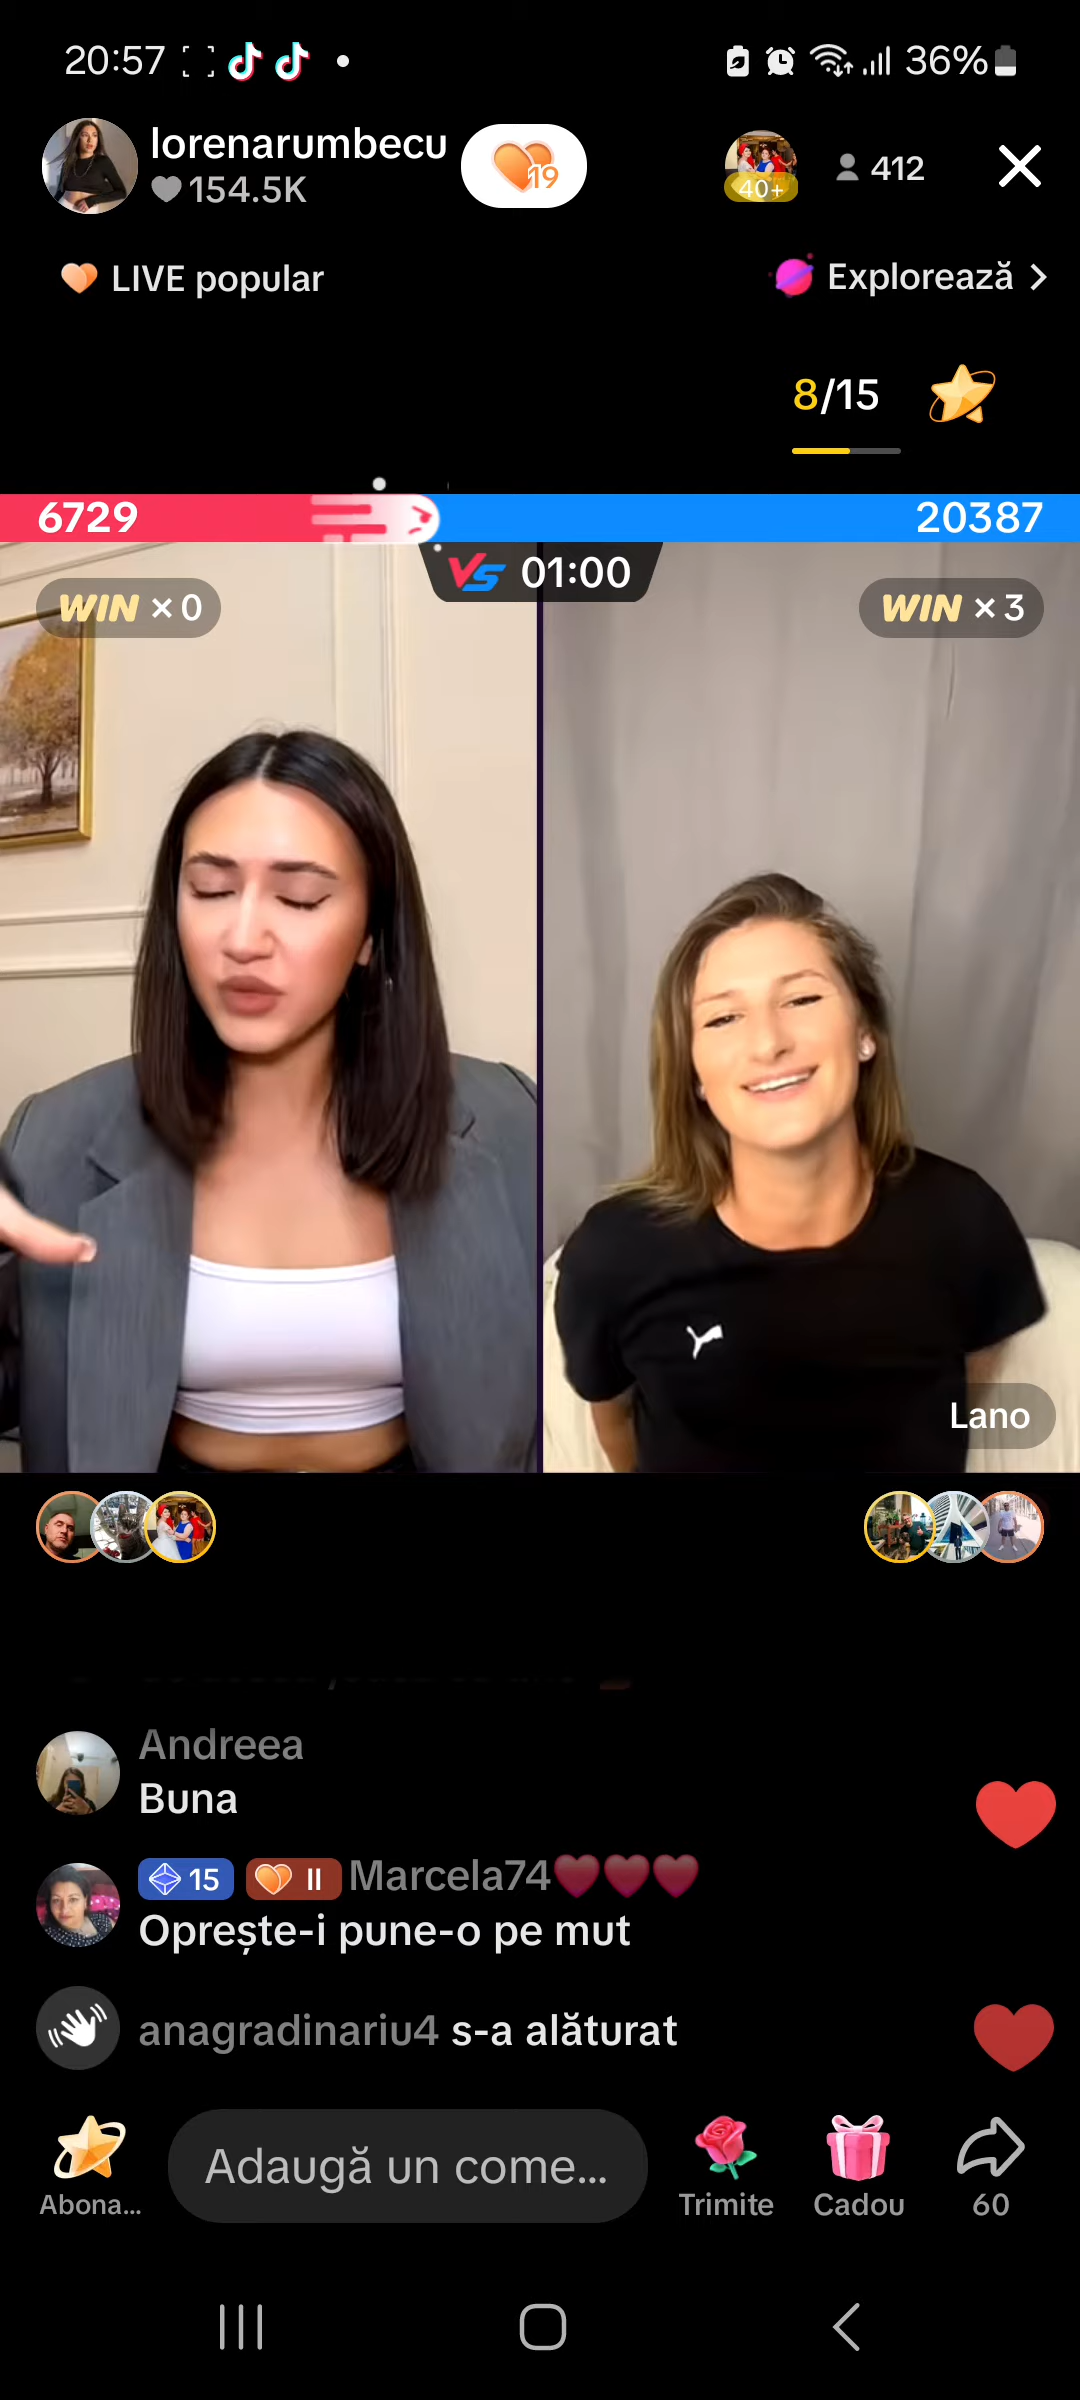 20:57
36%
lorenarumbecu
154.5K
19
40+
412
LIVE popular
Explorează
8/15
6729
20387
VS 01:00
WIN × 0
WIN × 3
Lano
Andreea
Buna
15 II Marcela74
Oprește-i pune-o pe mut
anagradinariu4 s-a alăturat
Abona...
Adaugă un come...
Trimite
Cadou
60